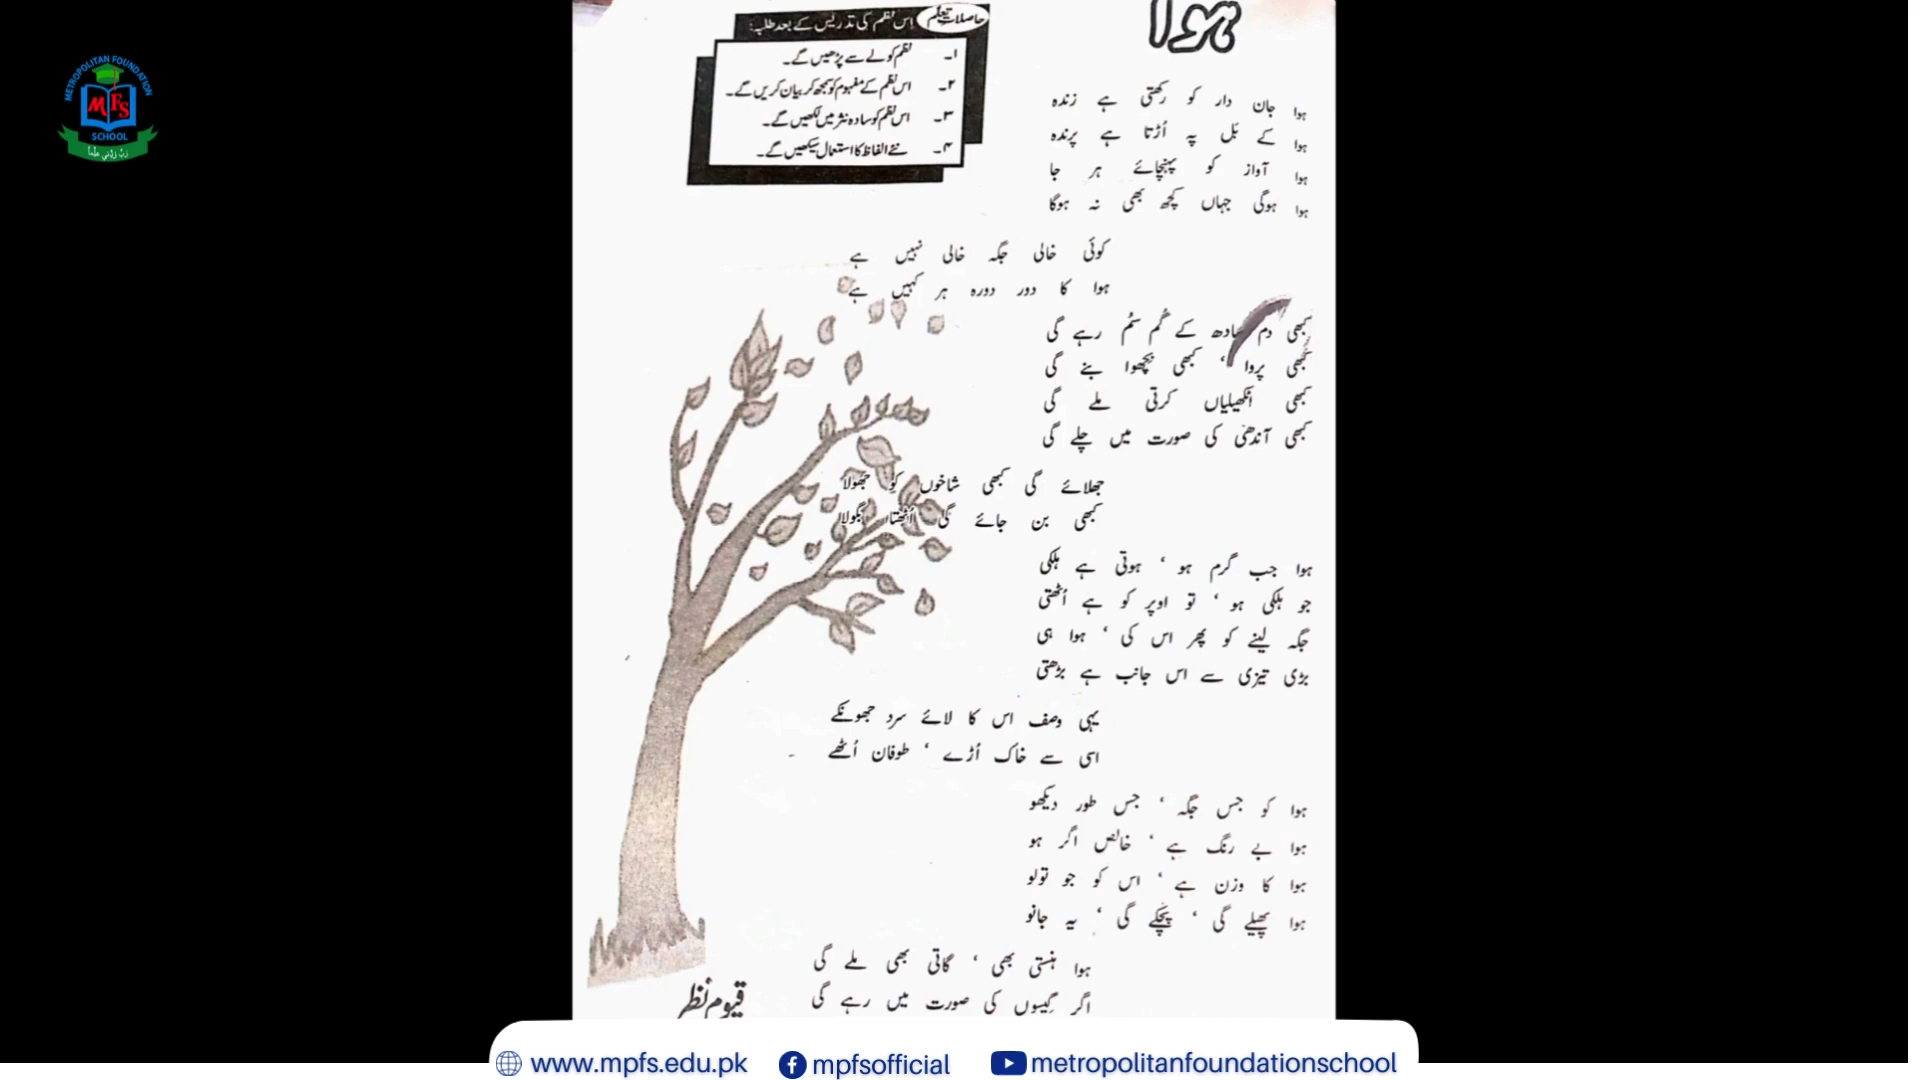 METROPOLITAN FOUNDATION
MFS
SCHOOL
ہوا
حاصلاتِ تعلم
اِس نظم کی تدریس کے بعد طلبہ:
۱۔ نظم کو لے سے پڑھیں گے۔
۲۔ اس نظم کے مفہوم کو سمجھ کر بیان کریں گے۔
۳۔ اس نظم کو سادہ نثر میں لکھیں گے۔
۴۔ نئے الفاظ کا استعمال سیکھیں گے۔
ہوا جان دار کو رکھتی ہے زندہ
ہوا کے بَل پہ اُڑتا ہے پرندہ
ہوا آواز کو پہنچائے ہر جا
ہوا ہوگی جہاں کچھ بھی نہ ہوگا
کوئی خالی جگہ خالی نہیں ہے
ہوا کا دور دورہ ہر کہیں ہے
کبھی دم سادھ کے گُم سُم رہے گی
کبھی پروا ‘ کبھی پچھوا بنے گی
کبھی اٹکھیلیاں کرتی ملے گی
کبھی آندھی کی صورت میں چلے گی
جھلائے گی کبھی شاخوں کو جھولا
کبھی بن جائے گی اُٹھتا بگولا
ہوا جب گرم ہو ‘ ہوتی ہے ہلکی
جو ہلکی ہو ‘ تو اوپر کو ہے اُٹھتی
جگہ لینے کو پھر اس کی ‘ ہوا ہی
بڑی تیزی سے اس جانب ہے بڑھتی
یہی وصف اس کا لائے سرد جھونکے
اسی سے خاک اُڑے ‘ طوفان اُٹھے
ہوا کو جس جگہ ‘ جس طور دیکھو
ہوا بے رنگ ہے ‘ خالص اگر ہو
ہوا کا وزن ہے ‘ اس کو جو تولو
ہوا پھیلے گی ‘ پچکے گی ‘ یہ جانو
ہوا ہنستی بھی ‘ گاتی بھی ملے گی
اگر گیسوں کی صورت میں رہے گی
قیوم نظر
www.mpfs.edu.pk mpfsofficial metropolitanfoundationschool